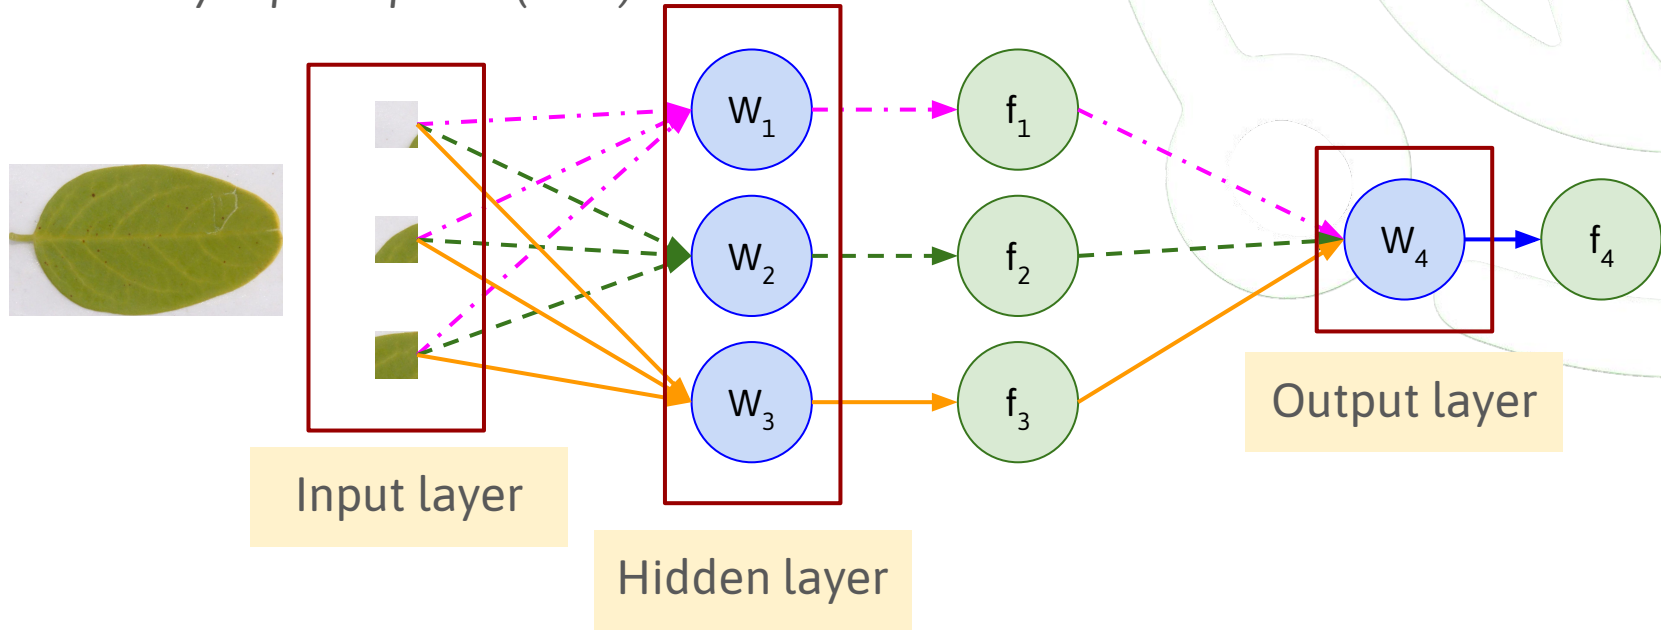 W1
f1
W2
f2
W4
f4
W3
f3
Output layer
Input layer
Hidden layer